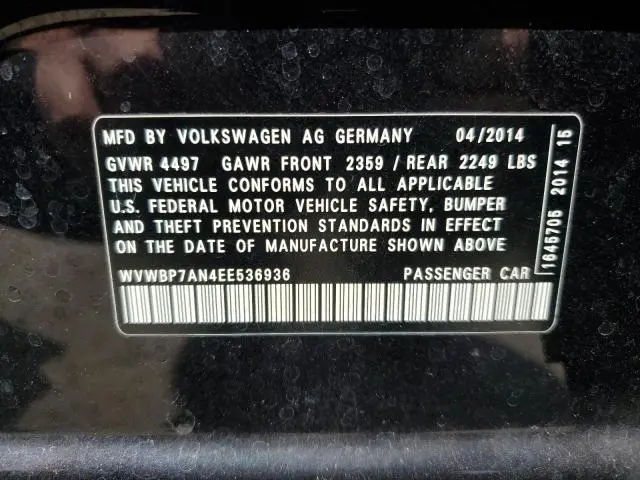 MFD BY VOLKSWAGEN AG GERMANY 04/2014
GVWR 4497 GAWR FRONT 2359 / REAR 2249 LBS
THIS VEHICLE CONFORMS TO ALL APPLICABLE
U.S. FEDERAL MOTOR VEHICLE SAFETY, BUMPER
AND THEFT PREVENTION STANDARDS IN EFFECT
ON THE DATE OF MANUFACTURE SHOWN ABOVE
WVWBP7AN4EE536936 PASSENGER CAR
1645705 2014 15